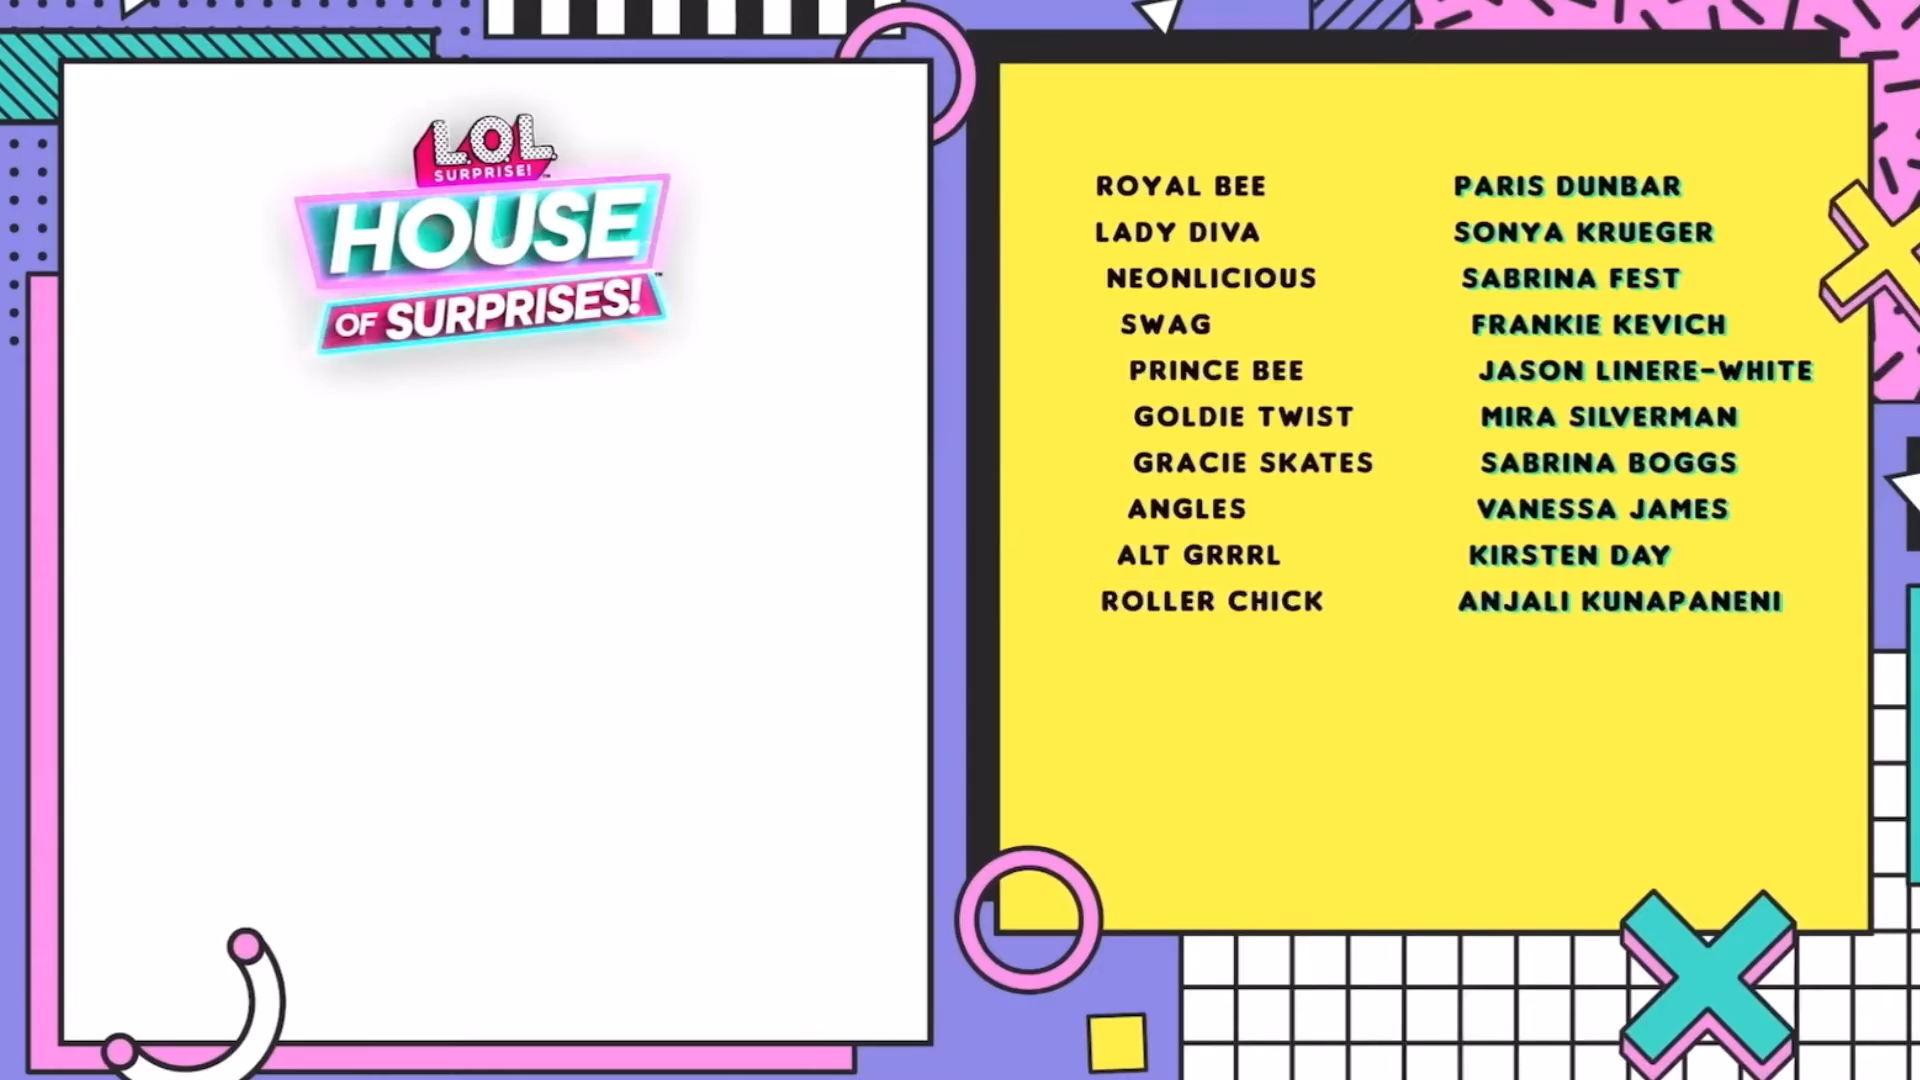 L.O.L.
SURPRISE!™
HOUSE
OF SURPRISES!™
ROYAL BEE PARIS DUNBAR
LADY DIVA SONYA KRUEGER
NEONLICIOUS SABRINA FEST
SWAG FRANKIE KEVICH
PRINCE BEE JASON LINERE-WHITE
GOLDIE TWIST MIRA SILVERMAN
GRACIE SKATES SABRINA BOGGS
ANGLES VANESSA JAMES
ALT GRRRL KIRSTEN DAY
ROLLER CHICK ANJALI KUNAPANENI